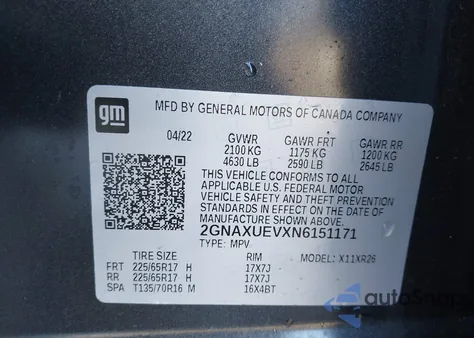 gm
MFD BY GENERAL MOTORS OF CANADA COMPANY
04/22 GVWR GAWR FRT GAWR RR
2100 KG 1175 KG 1200 KG
4630 LB 2590 LB 2645 LB
THIS VEHICLE CONFORMS TO ALL
APPLICABLE U.S. FEDERAL MOTOR
VEHICLE SAFETY AND THEFT
PREVENTION STANDARDS IN EFFECT
ON THE DATE OF MANUFACTURE
SHOWN ABOVE.
2GNAXUEVXN6151171
TYPE: MPV MODEL: X11XR26
TIRE SIZE RIM
FRT 225/65R17 H 17X7J
RR 225/65R17 H 17X7J
SPA T135/70R16 M 16X4BT